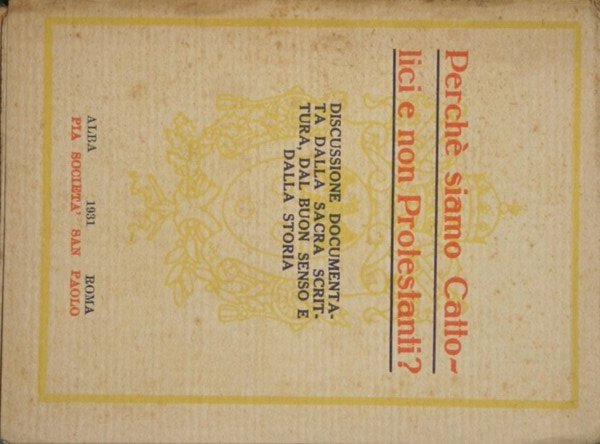 Perchè siamo Catto-
lici e non Protestanti?
DISCUSSIONE DOCUMENTA-
TA DALLA SACRA SCRIT-
TURA, DAL BUON SENSO E
DALLA STORIA
ALBA 1931 ROMA
PIA SOCIETA' SAN PAOLO